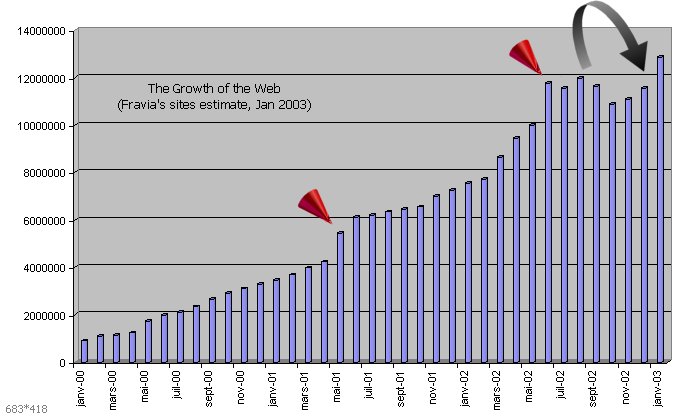 14000000
The Growth of the Web
(Fravia's sites estimate, Jan 2003)
12000000
10000000
8000000
6000000
4000000
2000000
0
janv-00
mars-00
mai-00
juil-00
sept-00
nov-00
janv-01
mars-01
mai-01
juil-01
sept-01
nov-01
janv-02
mars-02
mai-02
juil-02
sept-02
nov-02
janv-03
683*418